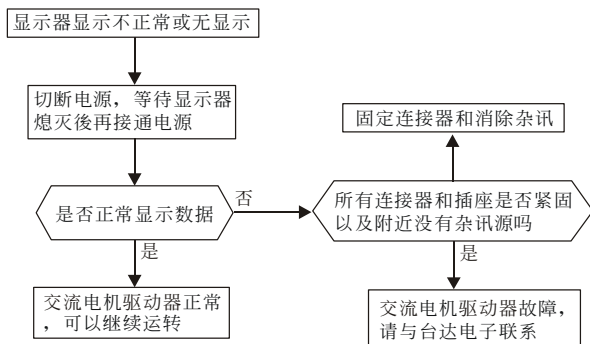 显示器显示不正常或无显示
切断电源，等待显示器
熄灭後再接通电源
是否正常显示数据
否
是
交流电机驱动器正常
，可以继续运转
固定连接器和消除杂讯
所有连接器和插座是否紧固
以及附近没有杂讯源吗
是
交流电机驱动器故障，
请与台达电子联系